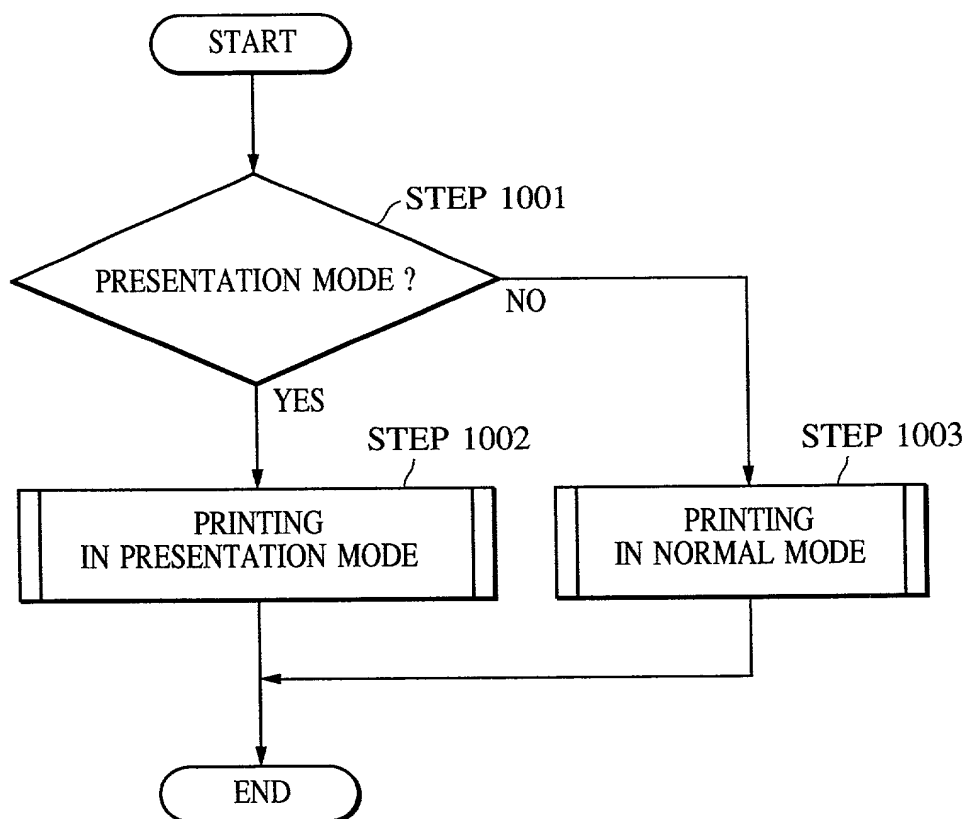 START
STEP 1001
PRESENTATION MODE ?
NO
YES
STEP 1002
STEP 1003
PRINTING
IN PRESENTATION MODE
PRINTING
IN NORMAL MODE
END